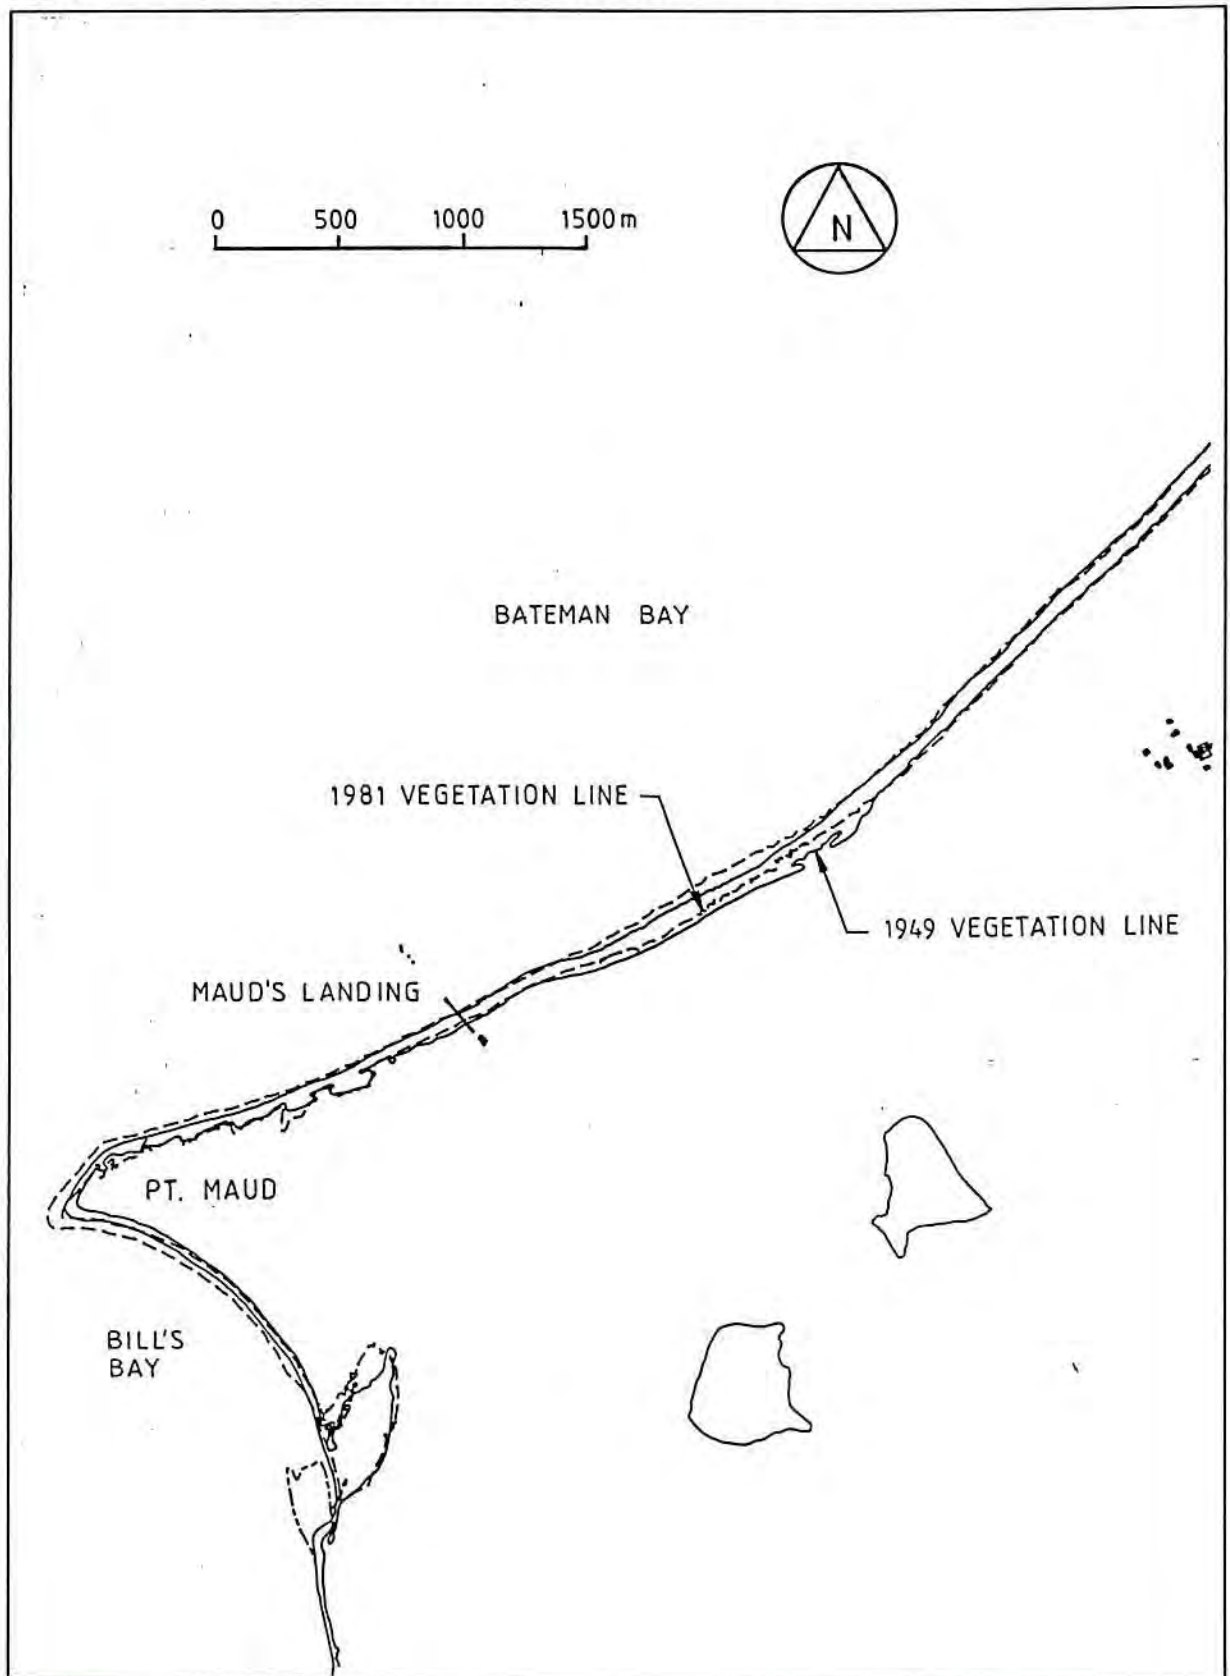 0 500 1000 1500m
N
BATEMAN BAY
1981 VEGETATION LINE
1949 VEGETATION LINE
MAUD'S LANDING
PT. MAUD
BILL'S
BAY